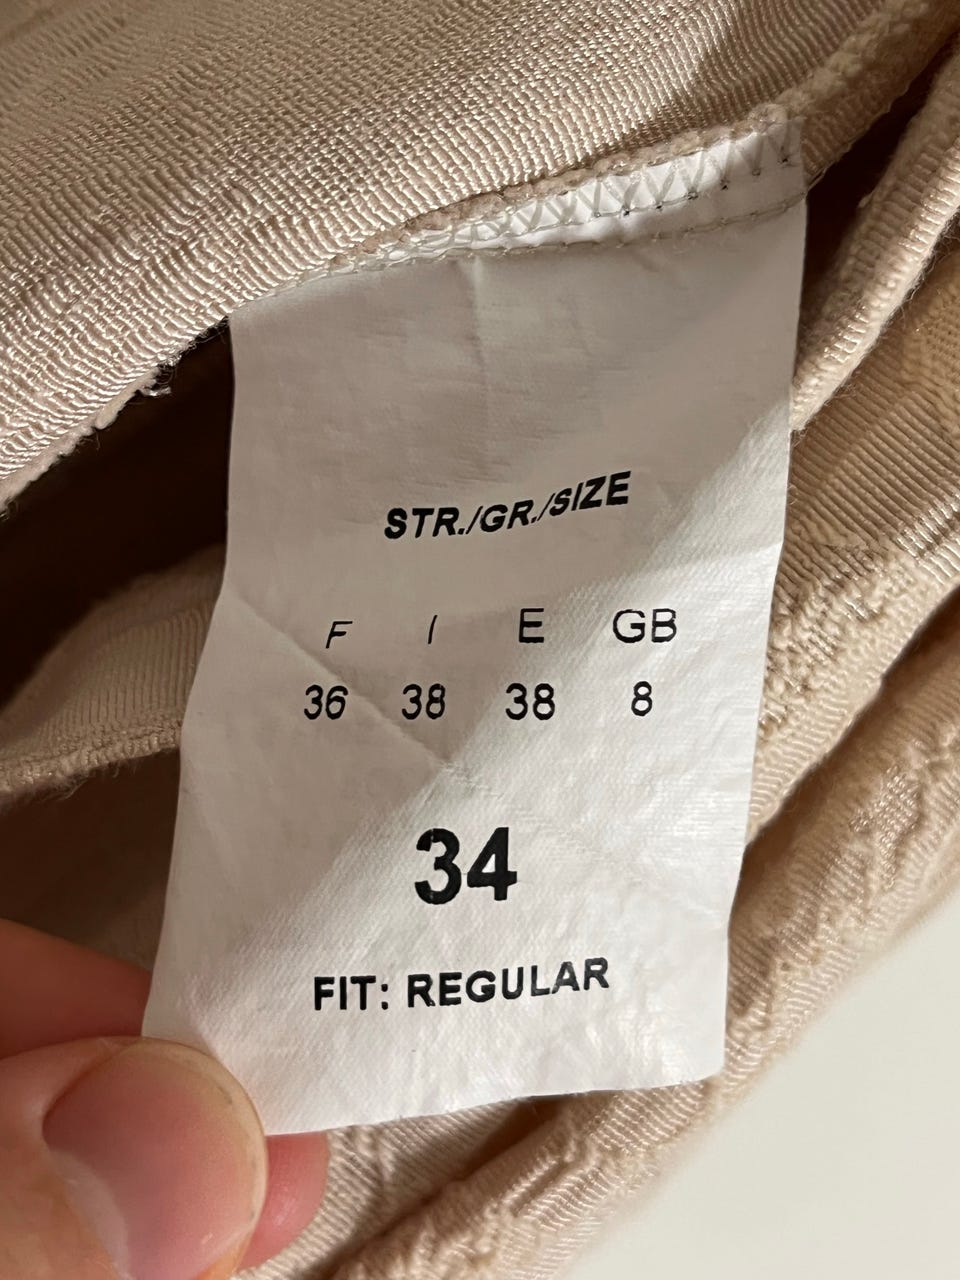 STR./GR./SIZE
F I E GB
36 38 38 8
34
FIT: REGULAR